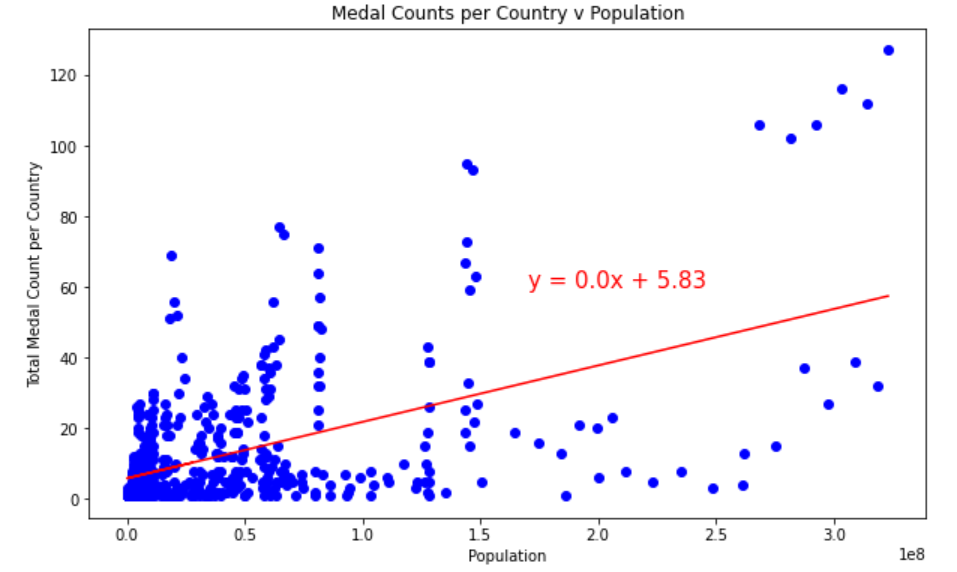 Medal Counts per Country v Population
Total Medal Count per Country
120
100
80
60
40
20
0
y = 0.0x + 5.83
0.0 0.5 1.0 1.5 2.0 2.5 3.0
1e8
Population